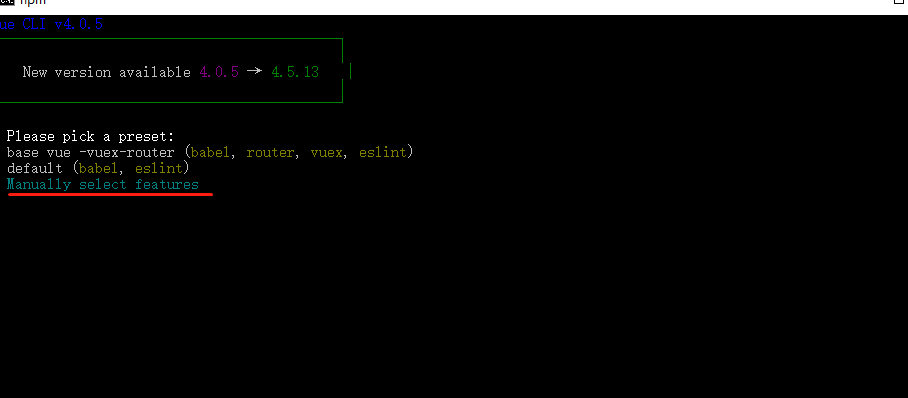 npm
ue CLI v4.0.5
New version available 4.0.5 → 4.5.13
Please pick a preset:
base vue -vuex-router (babel, router, vuex, eslint)
default (babel, eslint)
Manually select features